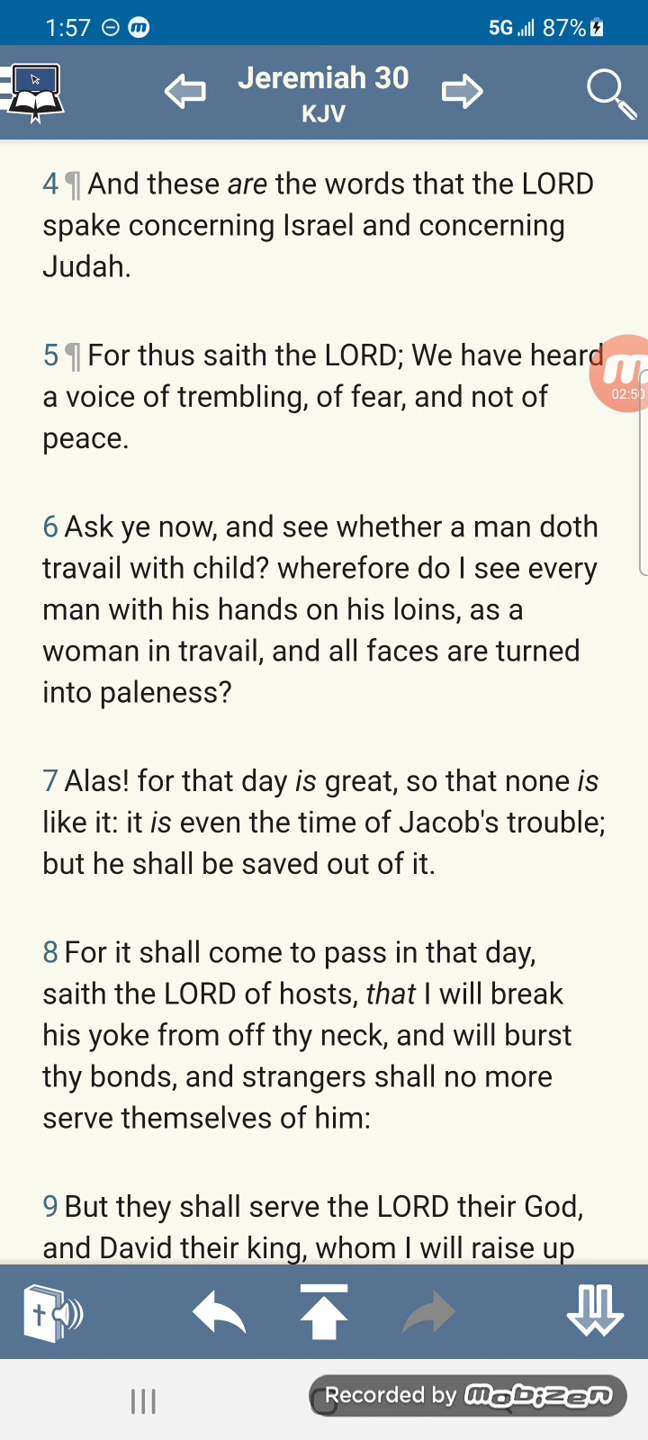 1:57 5G 87%
Jeremiah 30
KJV
4 ¶ And these are the words that the LORD
spake concerning Israel and concerning
Judah.
5 ¶ For thus saith the LORD; We have heard
a voice of trembling, of fear, and not of
peace.
02:50
6 Ask ye now, and see whether a man doth
travail with child? wherefore do I see every
man with his hands on his loins, as a
woman in travail, and all faces are turned
into paleness?
7 Alas! for that day is great, so that none is
like it: it is even the time of Jacob's trouble;
but he shall be saved out of it.
8 For it shall come to pass in that day,
saith the LORD of hosts, that I will break
his yoke from off thy neck, and will burst
thy bonds, and strangers shall no more
serve themselves of him:
9 But they shall serve the LORD their God,
and David their king, whom I will raise up
Recorded by mobizen